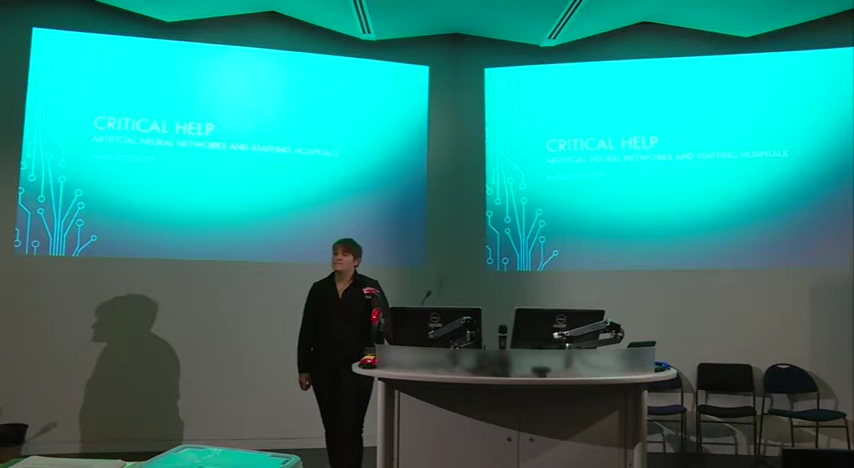 CRITICAL HELP
ARTIFICIAL NEURAL NETWORKS AND STAFFING HOSPITALS
CRITICAL HELP
ARTIFICIAL NEURAL NETWORKS AND STAFFING HOSPITALS